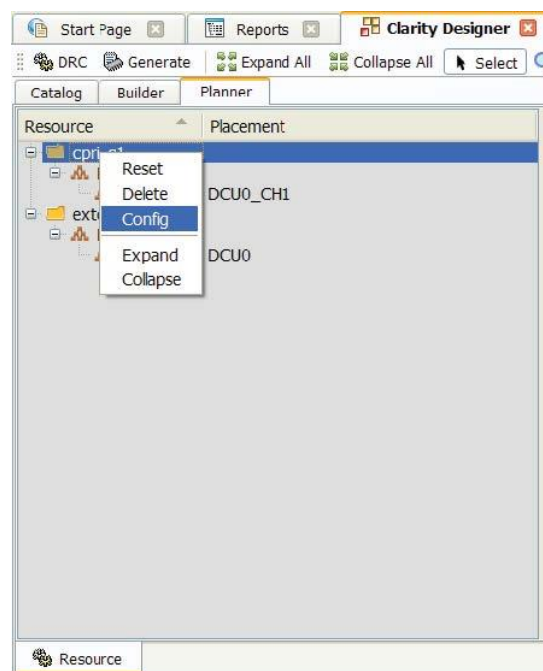 Start Page Reports Clarity Designer
DRC Generate Expand All Collapse All Select
Catalog Builder Planner
Resource Placement
Reset
Delete DCU0_CH1
Config
Expand DCU0
Collapse
Resource